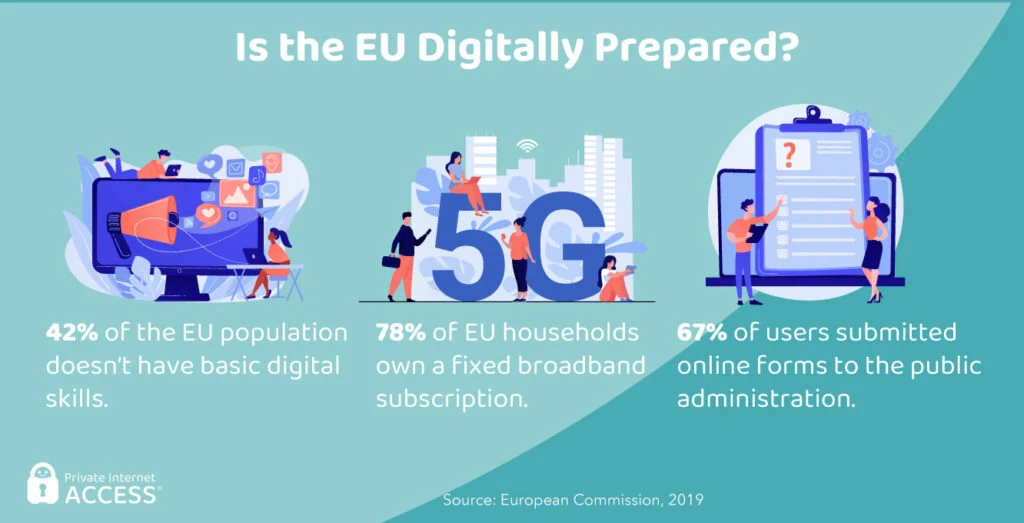 Is the EU Digitally Prepared?
?
5G
42% of the EU population
doesn't have basic digital
skills.
78% of EU households
own a fixed broadband
subscription.
67% of users submitted
online forms to the public
administration.
Private Internet
ACCESS®
Source: European Commission, 2019